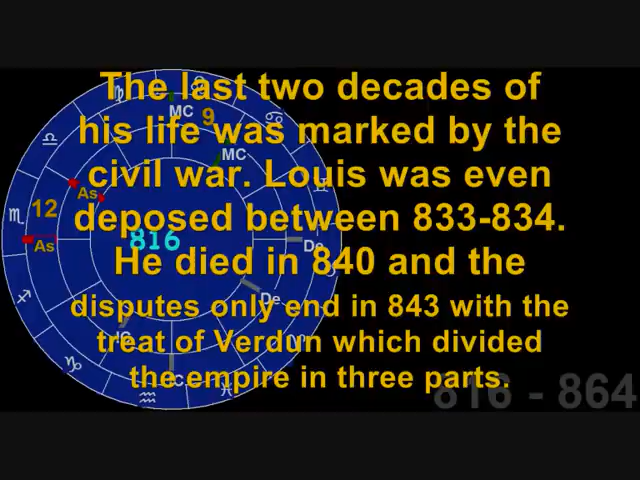 The last two decades of
his life was marked by the
civil war. Louis was even
deposed between 833-834.
He died in 840 and the
disputes only end in 843 with the
treat of Verdun which divided
the empire in three parts.
MC
9
MC
As
12
As
816
De
De
816 - 864